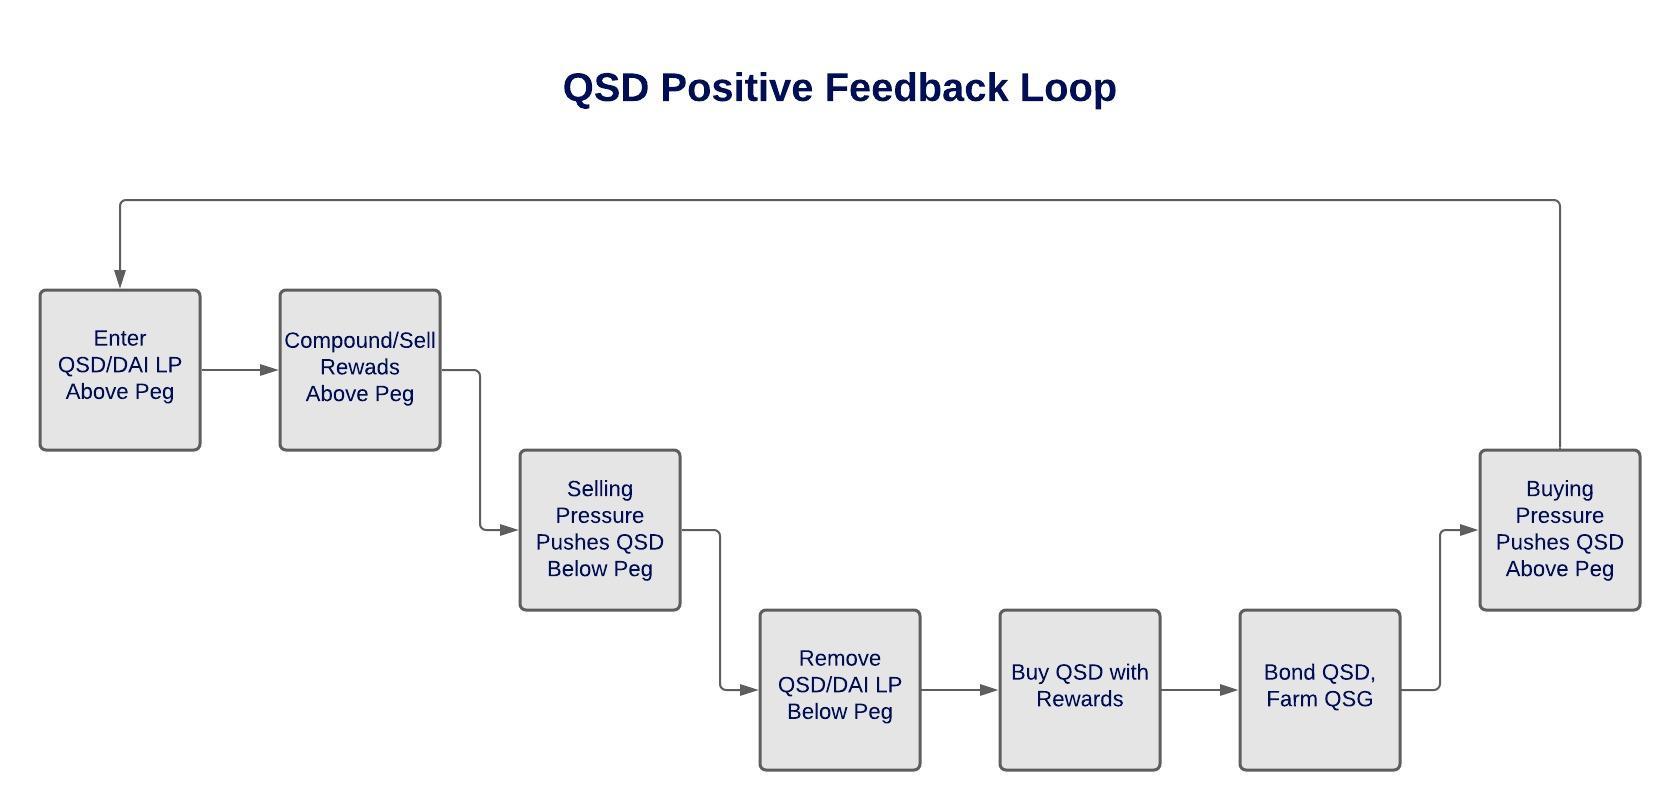 QSD Positive Feedback Loop
Enter
QSD/DAI LP
Above Peg
Compound/Sell
Rewads
Above Peg
Selling
Pressure
Pushes QSD
Below Peg
Remove
QSD/DAI LP
Below Peg
Buy QSD with
Rewards
Bond QSD,
Farm QSG
Buying
Pressure
Pushes QSD
Above Peg